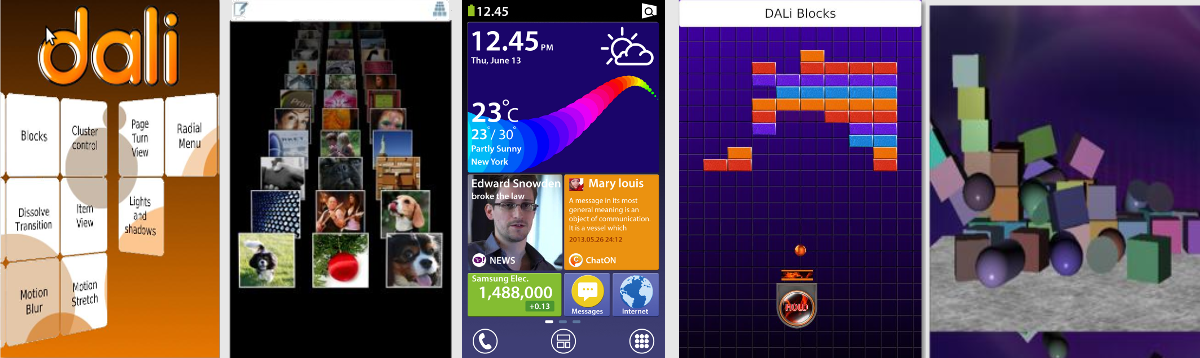 dali
Blocks
Cluster
control
Page
Turn
View
Radial
Menu
Dissolve
Transition
Item
View
Lights
and
shadows
Motion
Blur
Motion
Stretch
12.45
12.45 PM
Thu, June 13
23°C
23°/ 30°
Partly Sunny
New York
Edward Snowden
broke the law
NEWS
Mary louis
A message in its most
general meaning is an
object of communication.
It is a vessel which
2013.05.26 24:12
ChatON
Samsung Elec.
1,488,000
+0.13
Messages
Internet
DALi Blocks